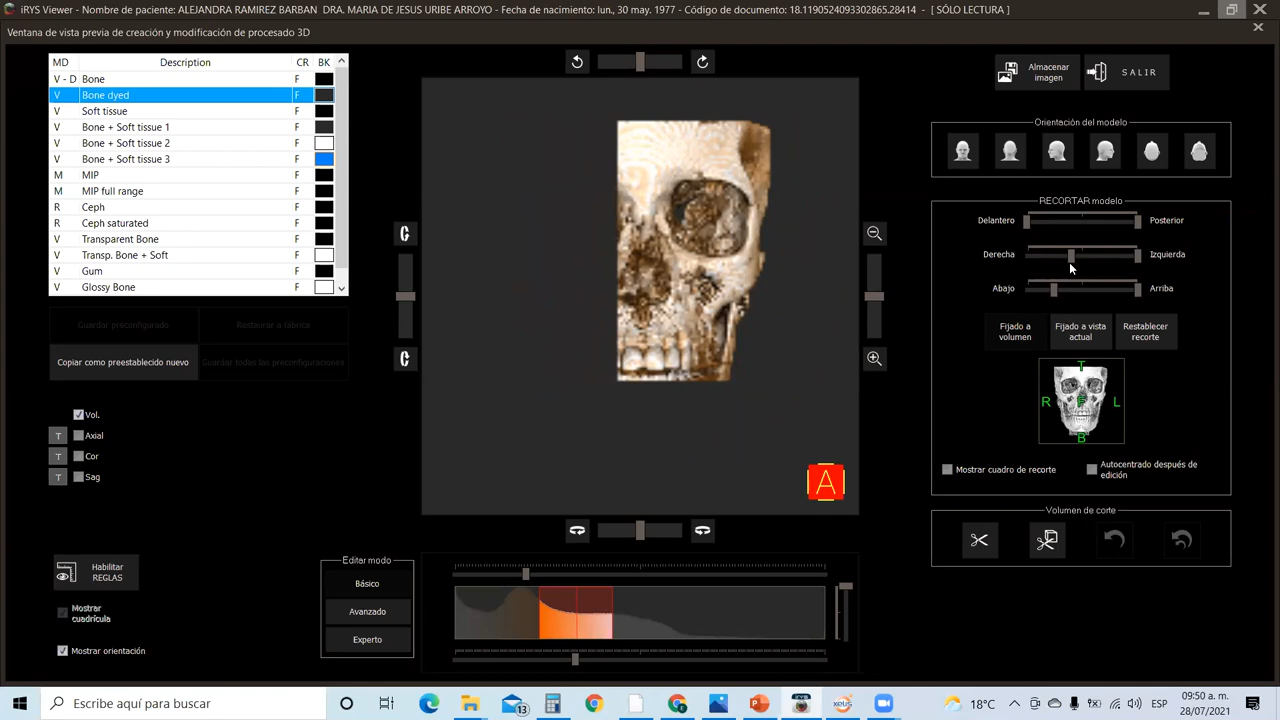 iRYS Viewer - Nombre de paciente: ALEJANDRA RAMIREZ BARBAN DRA. MARIA DE JESUS URIBE ARROYO - Fecha de nacimiento: lun., 30 may. 1977 - Código de documento: 18.1190524093302865.28414 - [ SÓLO LECTURA ]
Ventana de vista previa de creación y modificación de procesado 3D
MD Description CR BK
V - D Bone F
V Bone dyed F
V Soft tissue F
V Bone + Soft tissue 1 F
V Bone + Soft tissue 2 F
V Bone + Soft tissue 3 F
M MIP F
M MIP full range F
R Ceph F
R Ceph saturated F
V Transparent Bone F
V Transp. Bone + Soft F
V Gum F
V Glossy Bone F
Guardar preconfigurado
Restaurar a fábrica
Copiar como preestablecido nuevo
Guardar todas las preconfiguraciones
Vol.
T Axial
T Cor
T Sag
Habilitar
REGLAS
Mostrar
cuadrícula
Mostrar orientación
Editar modo
Básico
Avanzado
Experto
A
Almacenar
imagen
SALIR
Orientación del modelo
RECORTAR modelo
Delantero Posterior
Derecha Izquierda
Abajo Arriba
Fijado a
volumen
Fijado a vista
actual
Restablecer
recorte
T
R F L
B
Mostrar cuadro de recorte
Autocentrado después de
edición
Volumen de corte
Escribe aquí para buscar
13
xelis
18°C
ESP
09:50 a. m.
28/07/2021